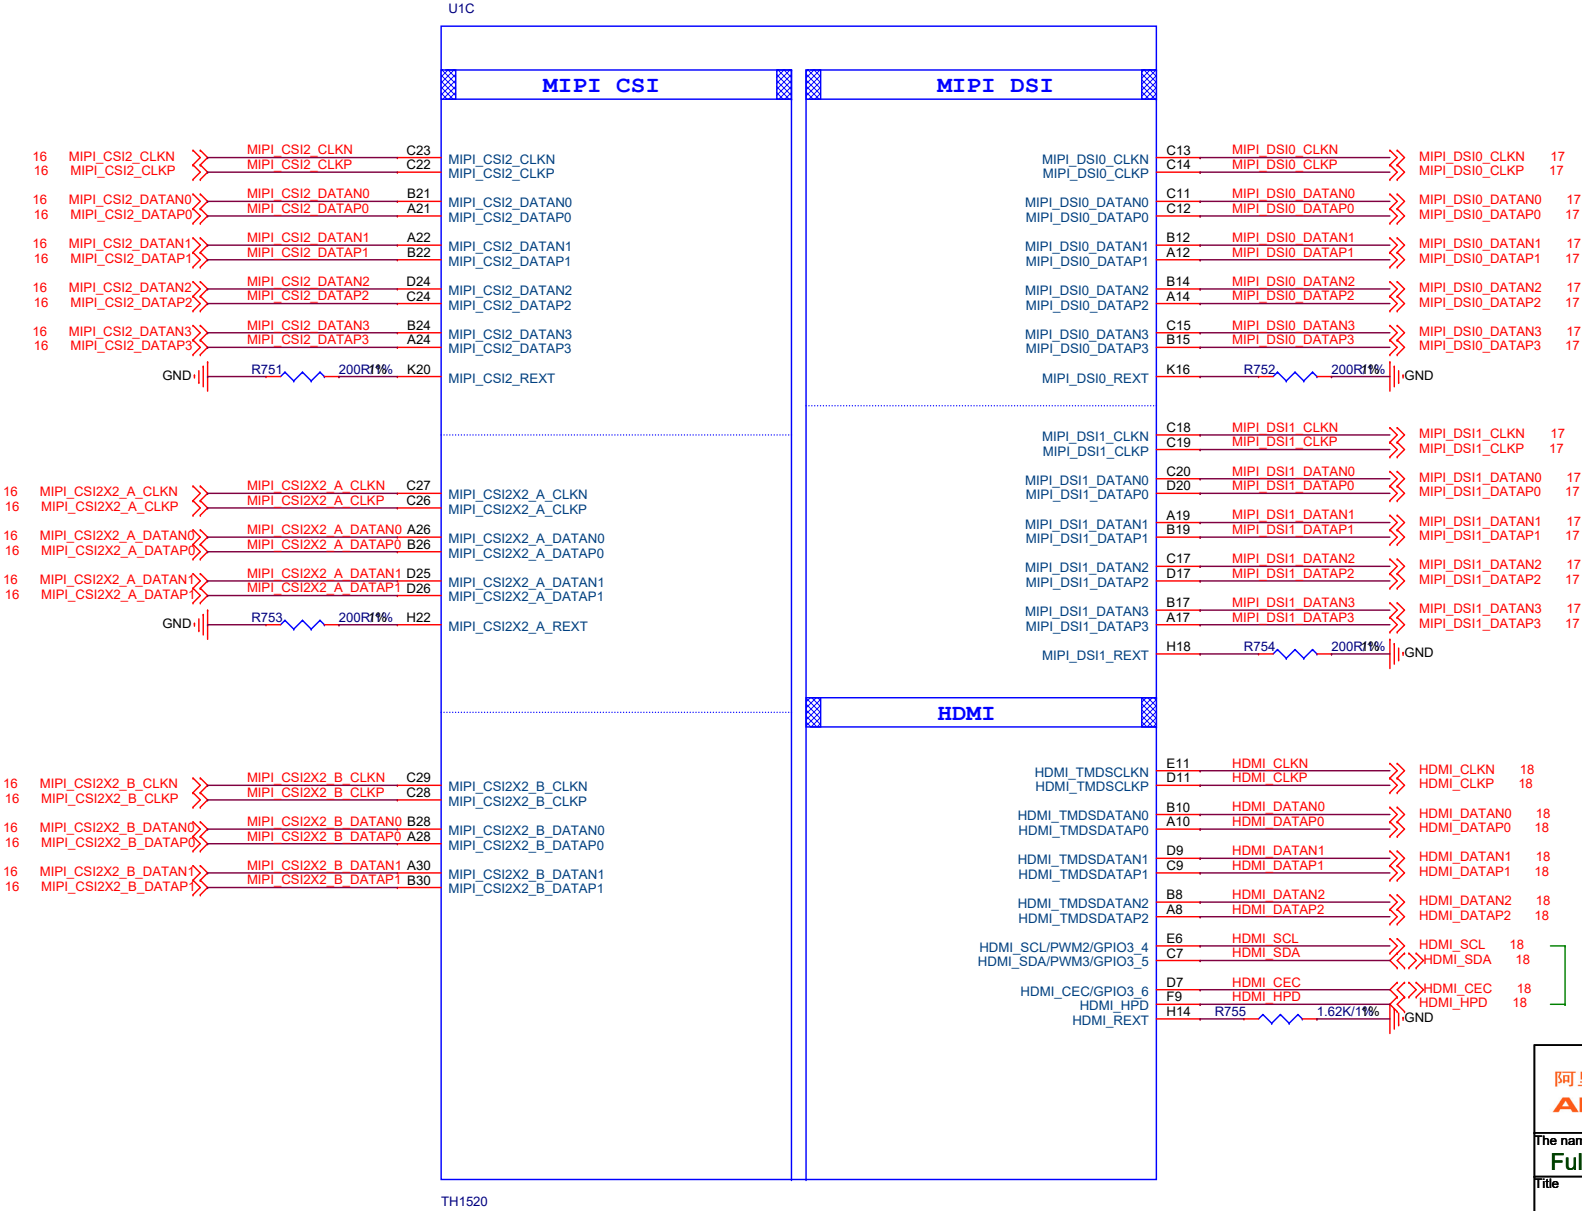 U1C
MIPI CSI
MIPI DSI
16 MIPI_CSI2_CLKN MIPI_CSI2_CLKN C23 MIPI_CSI2_CLKN
16 MIPI_CSI2_CLKP MIPI_CSI2_CLKP C22 MIPI_CSI2_CLKP
16 MIPI_CSI2_DATAN0 MIPI_CSI2_DATAN0 B21 MIPI_CSI2_DATAN0
16 MIPI_CSI2_DATAP0 MIPI_CSI2_DATAP0 A21 MIPI_CSI2_DATAP0
16 MIPI_CSI2_DATAN1 MIPI_CSI2_DATAN1 A22 MIPI_CSI2_DATAN1
16 MIPI_CSI2_DATAP1 MIPI_CSI2_DATAP1 B22 MIPI_CSI2_DATAP1
16 MIPI_CSI2_DATAN2 MIPI_CSI2_DATAN2 D24 MIPI_CSI2_DATAN2
16 MIPI_CSI2_DATAP2 MIPI_CSI2_DATAP2 C24 MIPI_CSI2_DATAP2
16 MIPI_CSI2_DATAN3 MIPI_CSI2_DATAN3 B24 MIPI_CSI2_DATAN3
16 MIPI_CSI2_DATAP3 MIPI_CSI2_DATAP3 A24 MIPI_CSI2_DATAP3
GND R751 200R/1% K20 MIPI_CSI2_REXT
16 MIPI_CSI2X2_A_CLKN MIPI_CSI2X2_A_CLKN C27 MIPI_CSI2X2_A_CLKN
16 MIPI_CSI2X2_A_CLKP MIPI_CSI2X2_A_CLKP C26 MIPI_CSI2X2_A_CLKP
16 MIPI_CSI2X2_A_DATAN0 MIPI_CSI2X2_A_DATAN0 A26 MIPI_CSI2X2_A_DATAN0
16 MIPI_CSI2X2_A_DATAP0 MIPI_CSI2X2_A_DATAP0 B26 MIPI_CSI2X2_A_DATAP0
16 MIPI_CSI2X2_A_DATAN1 MIPI_CSI2X2_A_DATAN1 D25 MIPI_CSI2X2_A_DATAN1
16 MIPI_CSI2X2_A_DATAP1 MIPI_CSI2X2_A_DATAP1 D26 MIPI_CSI2X2_A_DATAP1
GND R753 200R/1% H22 MIPI_CSI2X2_A_REXT
16 MIPI_CSI2X2_B_CLKN MIPI_CSI2X2_B_CLKN C29 MIPI_CSI2X2_B_CLKN
16 MIPI_CSI2X2_B_CLKP MIPI_CSI2X2_B_CLKP C28 MIPI_CSI2X2_B_CLKP
16 MIPI_CSI2X2_B_DATAN0 MIPI_CSI2X2_B_DATAN0 B28 MIPI_CSI2X2_B_DATAN0
16 MIPI_CSI2X2_B_DATAP0 MIPI_CSI2X2_B_DATAP0 A28 MIPI_CSI2X2_B_DATAP0
16 MIPI_CSI2X2_B_DATAN1 MIPI_CSI2X2_B_DATAN1 A30 MIPI_CSI2X2_B_DATAN1
16 MIPI_CSI2X2_B_DATAP1 MIPI_CSI2X2_B_DATAP1 B30 MIPI_CSI2X2_B_DATAP1
MIPI_DSI0_CLKN C13 MIPI_DSI0_CLKN MIPI_DSI0_CLKN 17
MIPI_DSI0_CLKP C14 MIPI_DSI0_CLKP MIPI_DSI0_CLKP 17
MIPI_DSI0_DATAN0 C11 MIPI_DSI0_DATAN0 MIPI_DSI0_DATAN0 17
MIPI_DSI0_DATAP0 C12 MIPI_DSI0_DATAP0 MIPI_DSI0_DATAP0 17
MIPI_DSI0_DATAN1 B12 MIPI_DSI0_DATAN1 MIPI_DSI0_DATAN1 17
MIPI_DSI0_DATAP1 A12 MIPI_DSI0_DATAP1 MIPI_DSI0_DATAP1 17
MIPI_DSI0_DATAN2 B14 MIPI_DSI0_DATAN2 MIPI_DSI0_DATAN2 17
MIPI_DSI0_DATAP2 A14 MIPI_DSI0_DATAP2 MIPI_DSI0_DATAP2 17
MIPI_DSI0_DATAN3 C15 MIPI_DSI0_DATAN3 MIPI_DSI0_DATAN3 17
MIPI_DSI0_DATAP3 B15 MIPI_DSI0_DATAP3 MIPI_DSI0_DATAP3 17
MIPI_DSI0_REXT K16 R752 200R/1% GND
MIPI_DSI1_CLKN C18 MIPI_DSI1_CLKN MIPI_DSI1_CLKN 17
MIPI_DSI1_CLKP C19 MIPI_DSI1_CLKP MIPI_DSI1_CLKP 17
MIPI_DSI1_DATAN0 C20 MIPI_DSI1_DATAN0 MIPI_DSI1_DATAN0 17
MIPI_DSI1_DATAP0 D20 MIPI_DSI1_DATAP0 MIPI_DSI1_DATAP0 17
MIPI_DSI1_DATAN1 A19 MIPI_DSI1_DATAN1 MIPI_DSI1_DATAN1 17
MIPI_DSI1_DATAP1 B19 MIPI_DSI1_DATAP1 MIPI_DSI1_DATAP1 17
MIPI_DSI1_DATAN2 C17 MIPI_DSI1_DATAN2 MIPI_DSI1_DATAN2 17
MIPI_DSI1_DATAP2 D17 MIPI_DSI1_DATAP2 MIPI_DSI1_DATAP2 17
MIPI_DSI1_DATAN3 B17 MIPI_DSI1_DATAN3 MIPI_DSI1_DATAN3 17
MIPI_DSI1_DATAP3 A17 MIPI_DSI1_DATAP3 MIPI_DSI1_DATAP3 17
MIPI_DSI1_REXT H18 R754 200R/1% GND
HDMI
HDMI_TMDSCLKN E11 HDMI_CLKN HDMI_CLKN 18
HDMI_TMDSCLKP D11 HDMI_CLKP HDMI_CLKP 18
HDMI_TMDSDATAN0 B10 HDMI_DATAN0 HDMI_DATAN0 18
HDMI_TMDSDATAP0 A10 HDMI_DATAP0 HDMI_DATAP0 18
HDMI_TMDSDATAN1 D9 HDMI_DATAN1 HDMI_DATAN1 18
HDMI_TMDSDATAP1 C9 HDMI_DATAP1 HDMI_DATAP1 18
HDMI_TMDSDATAN2 B8 HDMI_DATAN2 HDMI_DATAN2 18
HDMI_TMDSDATAP2 A8 HDMI_DATAP2 HDMI_DATAP2 18
HDMI_SCL/PWM2/GPIO3_4 E6 HDMI_SCL HDMI_SCL 18
HDMI_SDA/PWM3/GPIO3_5 C7 HDMI_SDA HDMI_SDA 18
HDMI_CEC/GPIO3_6 D7 HDMI_CEC HDMI_CEC 18
HDMI_HPD F9 HDMI_HPD HDMI_HPD 18
HDMI_REXT H14 R755 1.62K/1% GND
阿
The nam
Ful
Title
TH1520